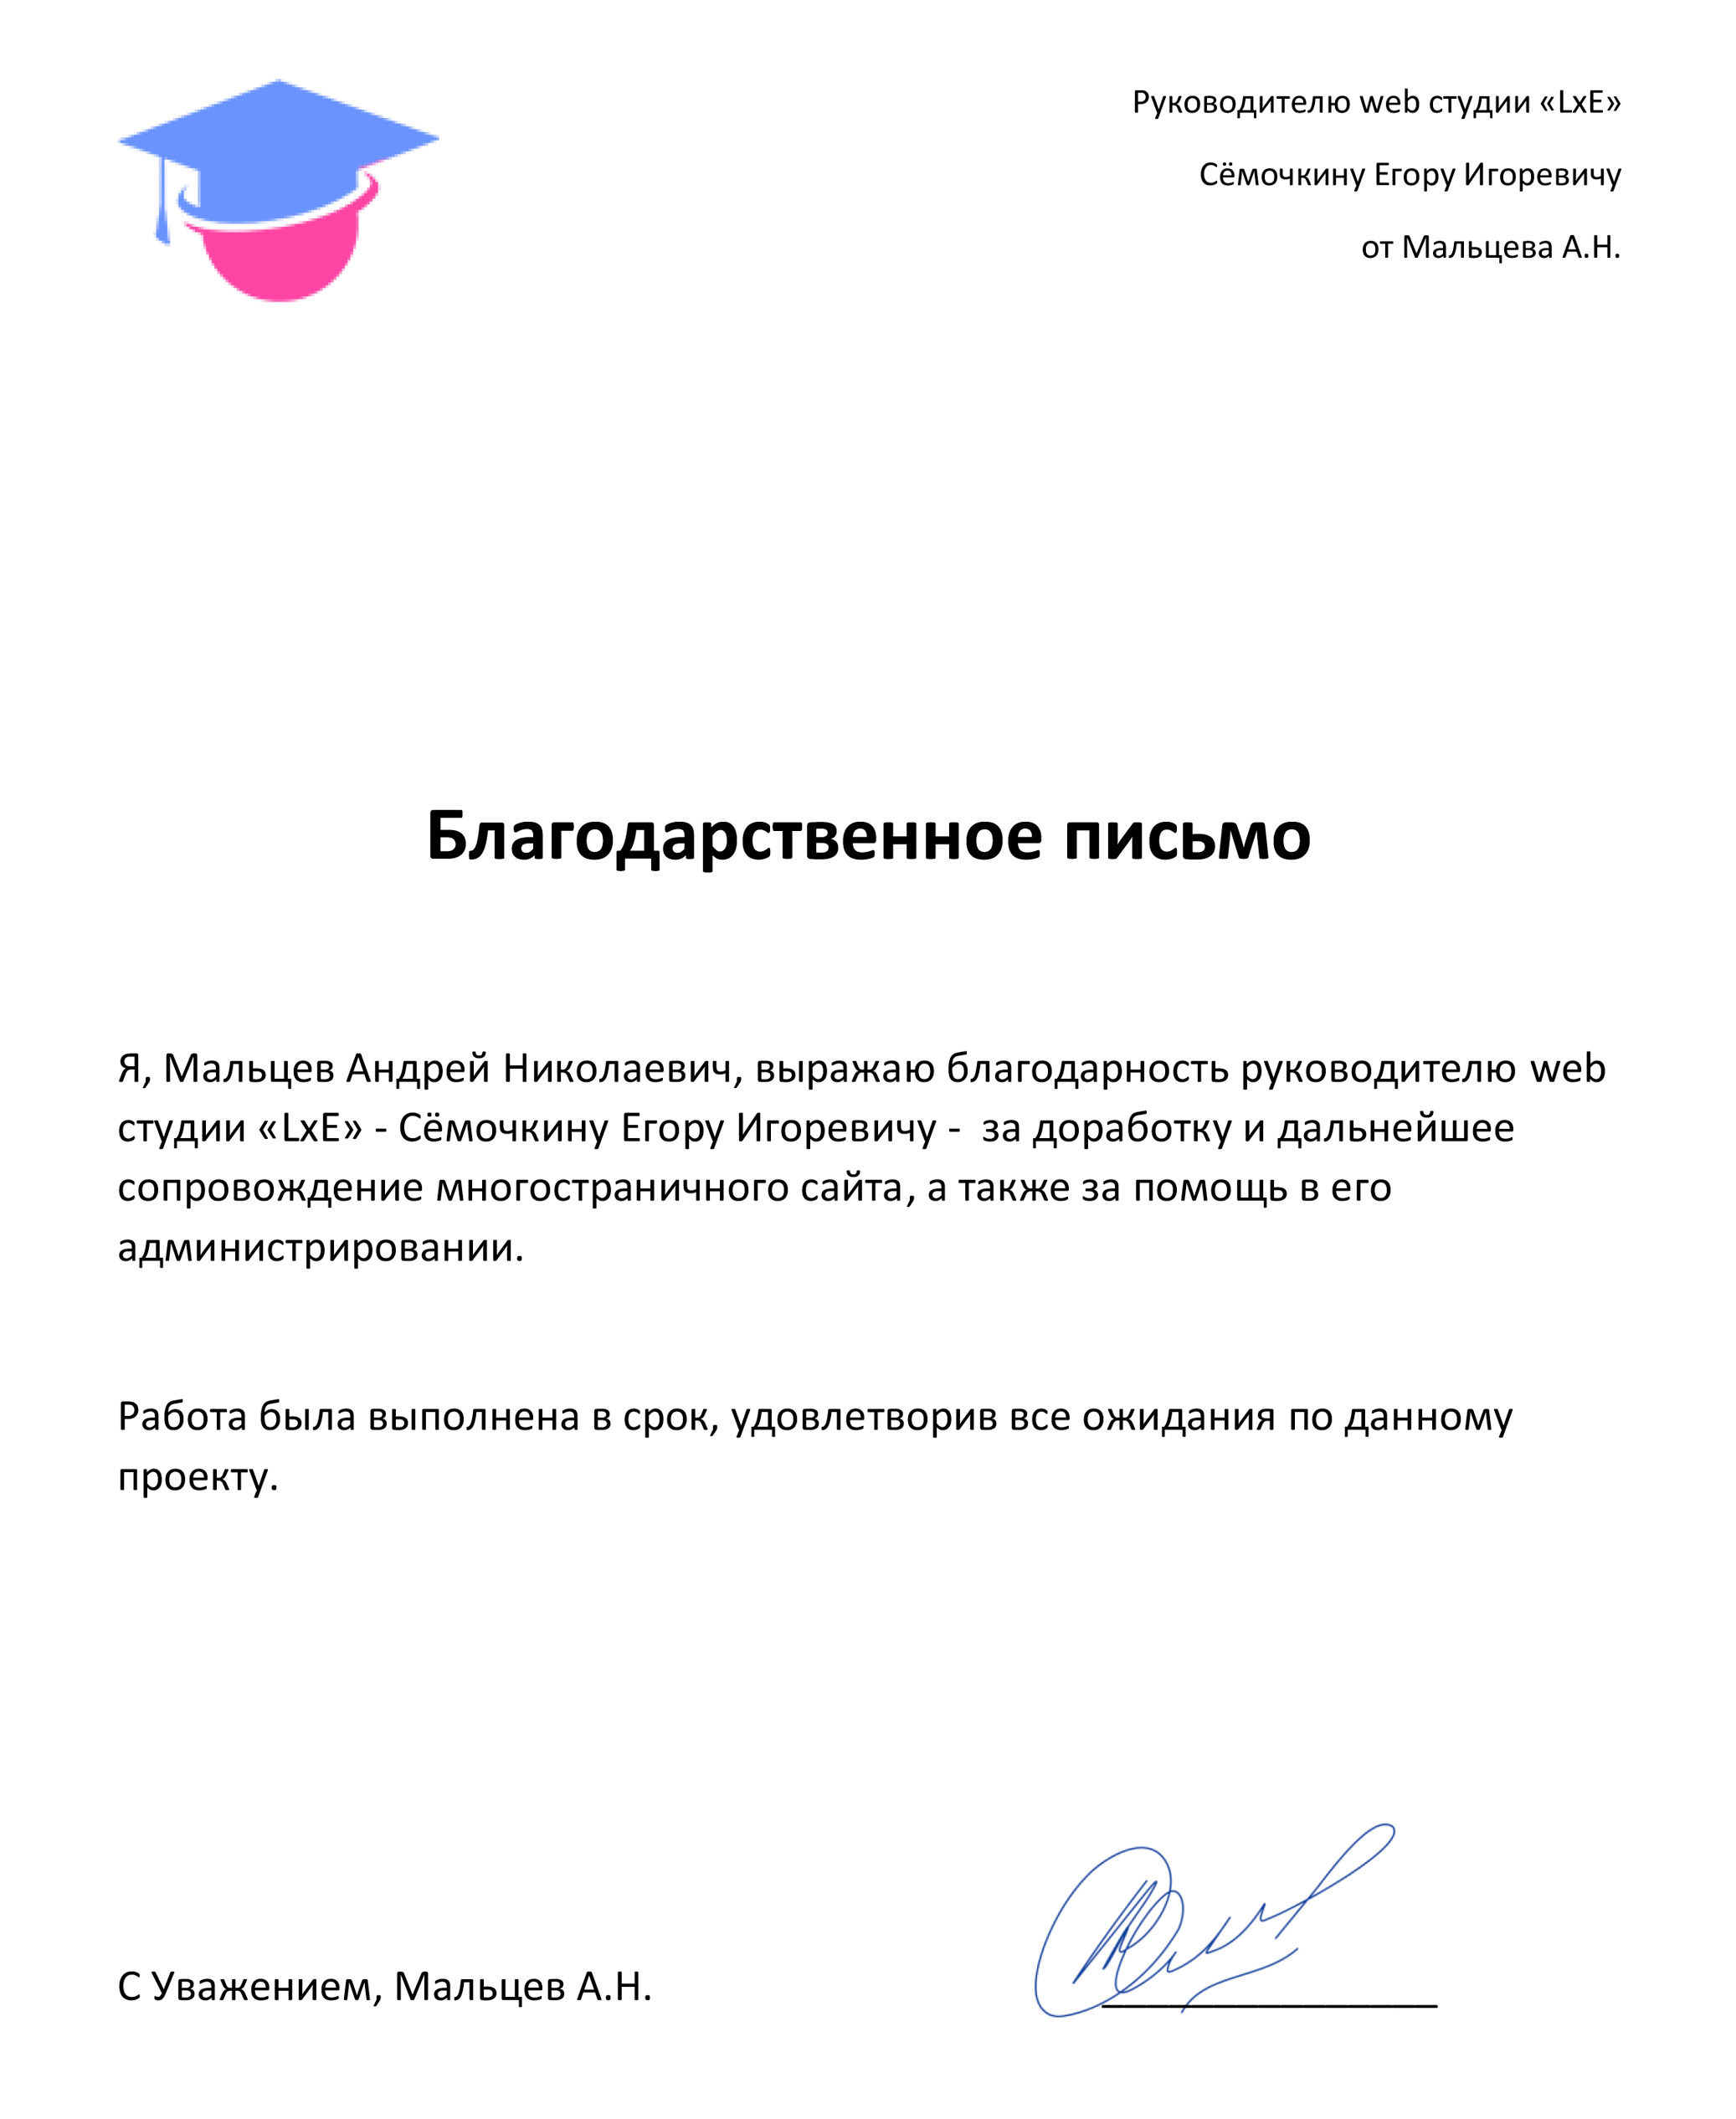 Руководителю web студии «LxE»
Сёмочкину Егору Игоревичу
от Мальцева А.Н.
Благодарственное письмо
Я, Мальцев Андрей Николаевич, выражаю благодарность руководителю web
студии «LxE» - Сёмочкину Егору Игоревичу -  за доработку и дальнейшее
сопровождение многостраничного сайта, а также за помощь в его
администрировании.
Работа была выполнена в срок, удовлетворив все ожидания по данному
проекту.
С Уважением, Мальцев А.Н.